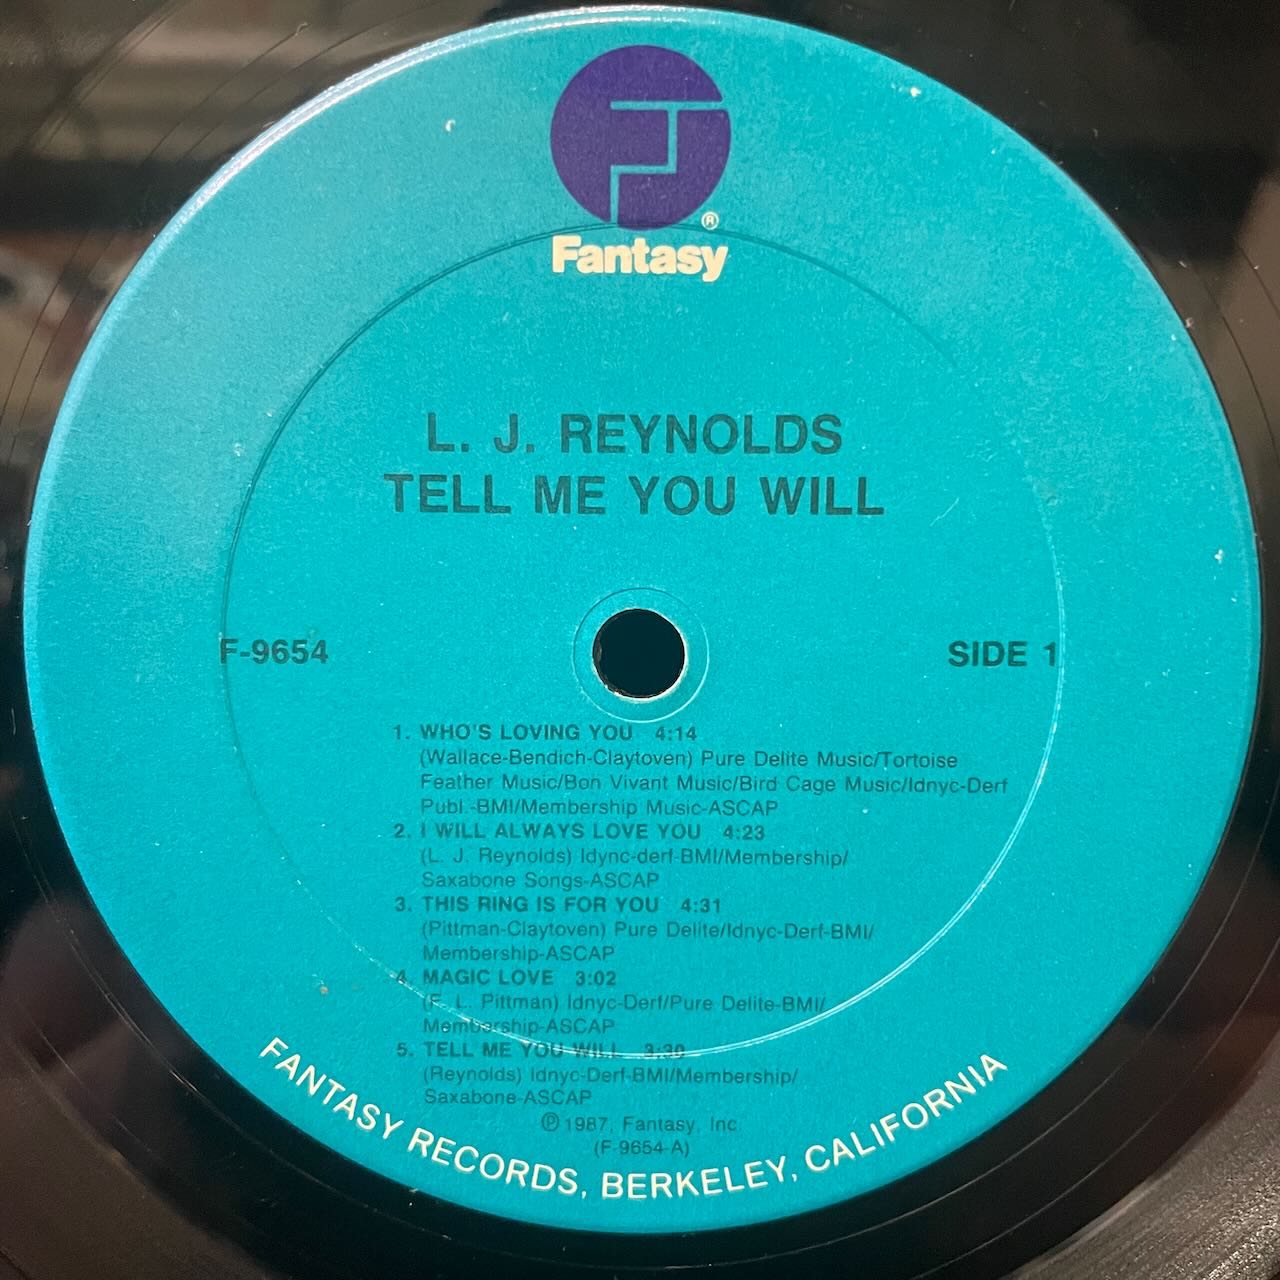 ®
Fantasy
L. J. REYNOLDS
TELL ME YOU WILL
F-9654
SIDE 1
1. WHO'S LOVING YOU 4:14
(Wallace-Bendich-Claytoven) Pure Delite Music/Tortoise
Feather Music/Bon Vivant Music/Bird Cage Music/Idnyc-Derf
Publ.-BMI/Membership Music-ASCAP
2. I WILL ALWAYS LOVE YOU 4:23
(L. J. Reynolds) Idync-derf-BMI/Membership/
Saxabone Songs-ASCAP
3. THIS RING IS FOR YOU 4:31
(Pittman-Claytoven) Pure Delite/Idnyc-Derf-BMI/
Membership-ASCAP
4. MAGIC LOVE 3:02
(F. L. Pittman) Idnyc-Derf/Pure Delite-BMI/
Membership-ASCAP
5. TELL ME YOU WILL 3:30
(Reynolds) Idnyc-Derf-BMI/Membership/
Saxabone-ASCAP
℗ 1987, Fantasy, Inc.
(F-9654-A)
FANTASY RECORDS, BERKELEY, CALIFORNIA